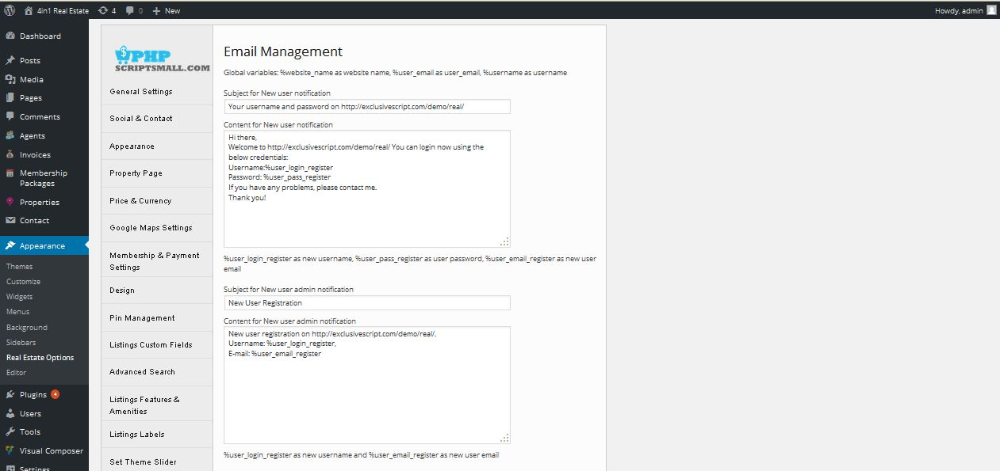 4in1 Real Estate 4 0 New Howdy, admin
Dashboard
Posts
Media
Pages
Comments
Agents
Invoices
Membership
Packages
Properties
Contact
Appearance
Themes
Customize
Widgets
Menus
Background
Sidebars
Real Estate Options
Editor
Plugins 4
Users
Tools
Visual Composer
Settings
$ PHP
SCRIPTSMALL.COM
General Settings
Social & Contact
Appearance
Property Page
Price & Currency
Google Maps Settings
Membership & Payment
Settings
Design
Pin Management
Listings Custom Fields
Advanced Search
Listings Features &
Amenities
Listings Labels
Set Theme Slider
Email Management
Global variables: %website_name as website name, %user_email as user_email, %username as username
Subject for New user notification
Your username and password on http://exclusivescript.com/demo/real/
Content for New user notification
Hi there,
Welcome to http://exclusivescript.com/demo/real/ You can login now using the
below credentials:
Username:%user_login_register
Password: %user_pass_register
If you have any problems, please contact me.
Thank you!
%user_login_register as new username, %user_pass_register as user password, %user_email_register as new user
email
Subject for New user admin notification
New User Registration
Content for New user admin notification
New user registration on http://exclusivescript.com/demo/real/.
Username: %user_login_register,
E-mail: %user_email_register
%user_login_register as new username and %user_email_register as new user email